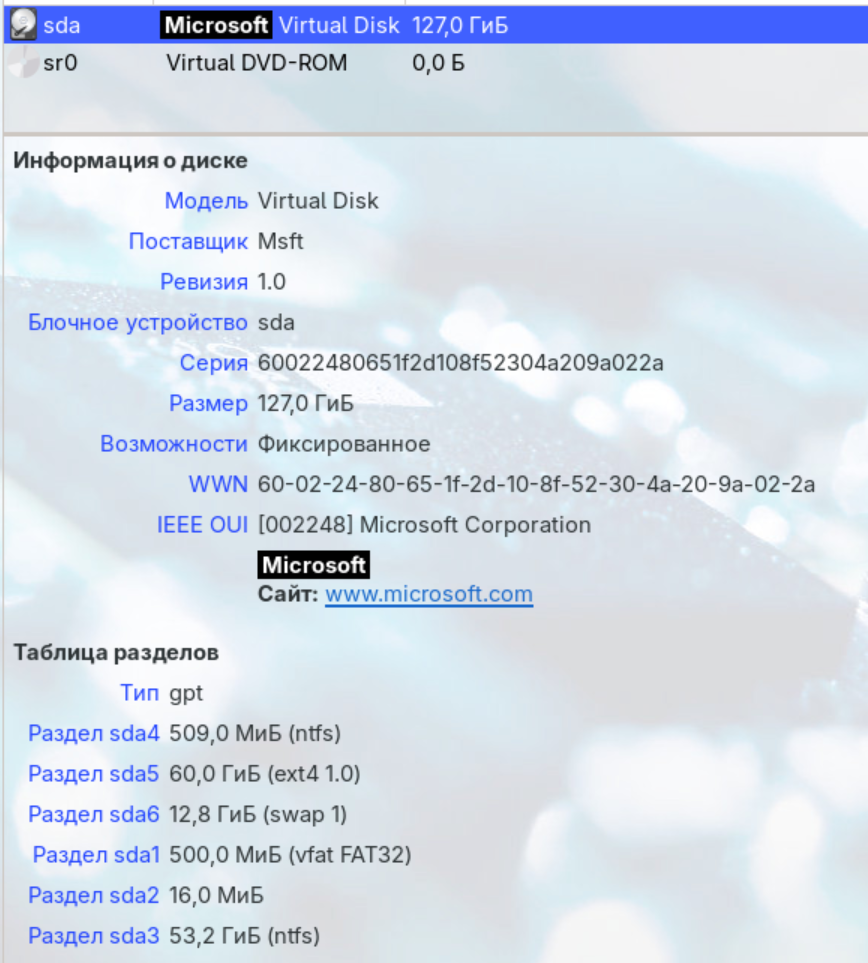 sda Microsoft Virtual Disk 127,0 ГиБ
sr0 Virtual DVD-ROM 0,0 Б
Информация о диске
Модель Virtual Disk
Поставщик Msft
Ревизия 1.0
Блочное устройство sda
Серия 60022480651f2d108f52304a209a022a
Размер 127,0 ГиБ
Возможности Фиксированное
WWN 60-02-24-80-65-1f-2d-10-8f-52-30-4a-20-9a-02-2a
IEEE OUI [002248] Microsoft Corporation
Microsoft
Сайт: www.microsoft.com
Таблица разделов
Тип gpt
Раздел sda4 509,0 МиБ (ntfs)
Раздел sda5 60,0 ГиБ (ext4 1.0)
Раздел sda6 12,8 ГиБ (swap 1)
Раздел sda1 500,0 МиБ (vfat FAT32)
Раздел sda2 16,0 МиБ
Раздел sda3 53,2 ГиБ (ntfs)